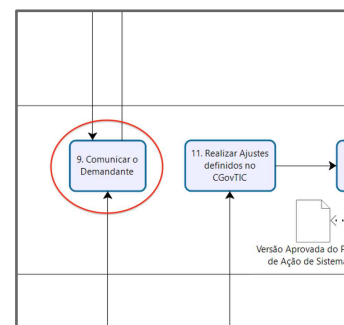 9. Comunicar o
Demandante
11. Realizar Ajustes
definidos no
CGovTIC
Versão Aprovada do
de Ação de Sistema